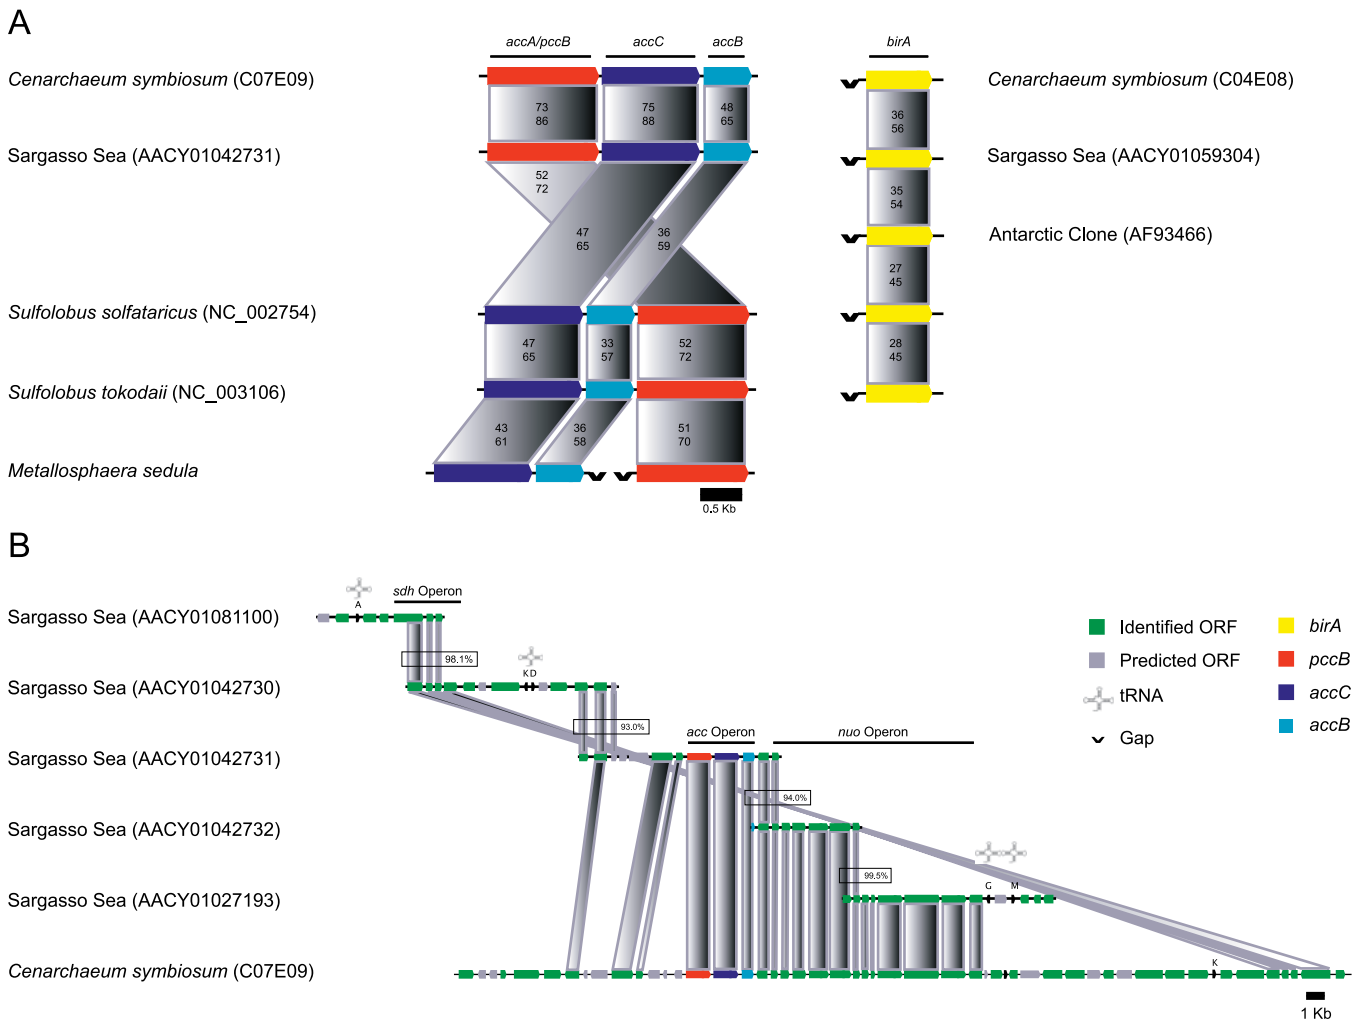 A
accA/pccB
accC
accB
birA
Cenarchaeum symbiosum (C07E09)
Cenarchaeum symbiosum (C04E08)
73
86
75
88
48
65
36
56
Sargasso Sea (AACY01042731)
Sargasso Sea (AACY01059304)
52
72
35
54
47
65
36
59
Antarctic Clone (AF93466)
27
45
Sulfolobus solfataricus (NC_002754)
47
65
33
57
52
72
28
45
Sulfolobus tokodaii (NC_003106)
43
61
36
58
51
70
Metallosphaera sedula
0.5 Kb
B
sdh Operon
A
Sargasso Sea (AACY01081100)
98.1%
K D
Sargasso Sea (AACY01042730)
93.0%
acc Operon
nuo Operon
Sargasso Sea (AACY01042731)
94.0%
Sargasso Sea (AACY01042732)
99.5%
G
M
Sargasso Sea (AACY01027193)
K
Cenarchaeum symbiosum (C07E09)
1 Kb
Identified ORF
Predicted ORF
tRNA
Gap
birA
pccB
accC
accB